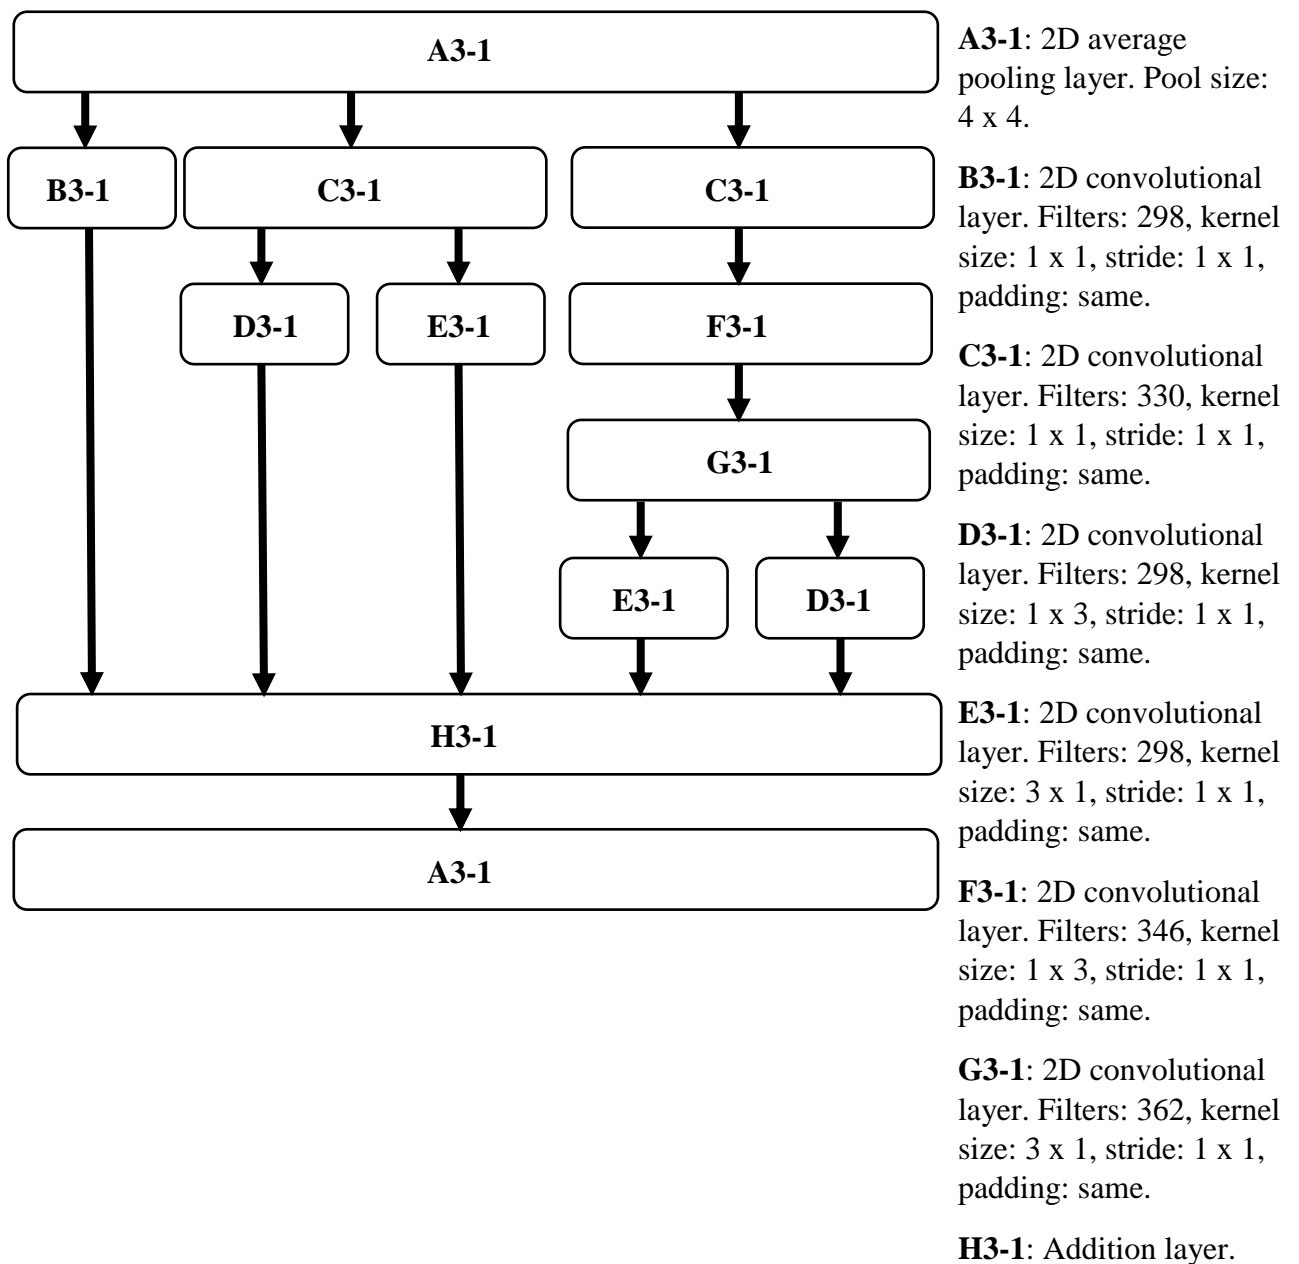 A3-1
B3-1
C3-1
C3-1
D3-1
E3-1
F3-1
G3-1
E3-1
D3-1
H3-1
A3-1
A3-1: 2D average
pooling layer. Pool size:
4 x 4.
B3-1: 2D convolutional
layer. Filters: 298, kernel
size: 1 x 1, stride: 1 x 1,
padding: same.
C3-1: 2D convolutional
layer. Filters: 330, kernel
size: 1 x 1, stride: 1 x 1,
padding: same.
D3-1: 2D convolutional
layer. Filters: 298, kernel
size: 1 x 3, stride: 1 x 1,
padding: same.
E3-1: 2D convolutional
layer. Filters: 298, kernel
size: 3 x 1, stride: 1 x 1,
padding: same.
F3-1: 2D convolutional
layer. Filters: 346, kernel
size: 1 x 3, stride: 1 x 1,
padding: same.
G3-1: 2D convolutional
layer. Filters: 362, kernel
size: 3 x 1, stride: 1 x 1,
padding: same.
H3-1: Addition layer.